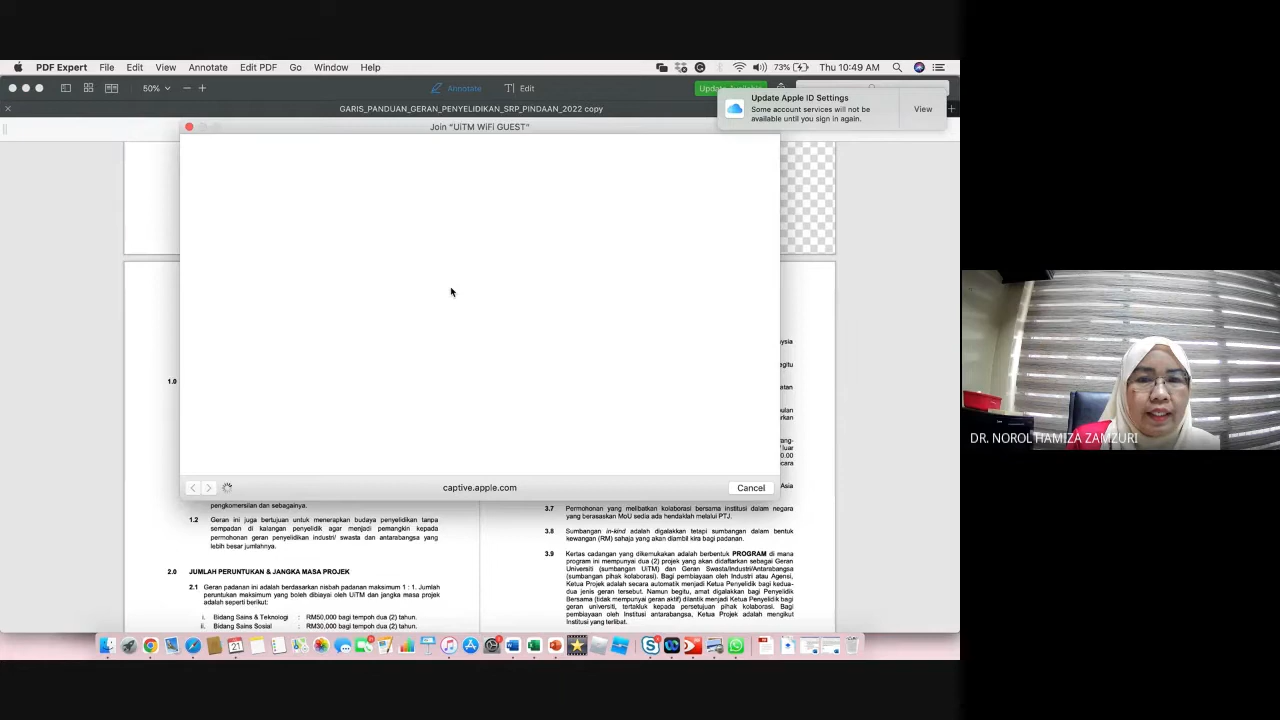 PDF Expert File Edit View Annotate Edit PDF Go Window Help 73% Thu 10:49 AM
50% Annotate Edit
GARIS_PANDUAN_GERAN_PENYELIDIKAN_SRP_PINDAAN_2022 copy
Update Apple ID Settings
Some account services will not be
available until you sign in again.
View
Join "UiTM WiFi GUEST"
1.0
captive.apple.com
Cancel
pengkomersilan dan sebagainya.
1.2 Geran ini juga bertujuan untuk menerapkan budaya penyelidikan tanpa
sempadan di kalangan penyelidik agar menjadi pemangkin kepada
permohonan geran penyelidikan industri/ swasta dan antarabangsa yang
lebih besar jumlahnya.
2.0 JUMLAH PERUNTUKAN & JANGKA MASA PROJEK
2.1 Geran padanan ini adalah berdasarkan nisbah padanan maksimum 1 : 1. Jumlah
peruntukan maksimum yang boleh dibiayai oleh UiTM dan jangka masa projek
adalah seperti berikut:
i. Bidang Sains & Teknologi : RM50,000 bagi tempoh dua (2) tahun.
ii. Bidang Sains Sosial : RM30,000 bagi tempoh dua (2) tahun.
3.7 Permohonan yang melibatkan kolaborasi bersama institusi dalam negara
yang berasaskan MoU sedia ada hendaklah melalui PTJ.
3.8 Sumbangan in-kind adalah digalakkan tetapi sumbangan dalam bentuk
kewangan (RM) sahaja yang akan diambil kira bagi padanan.
3.9 Kertas cadangan yang dikemukakan adalah berbentuk PROGRAM di mana
program ini mempunyai dua (2) projek yang akan didaftarkan sebagai Geran
Universiti (sumbangan UiTM) dan Geran Swasta/Industri/Antarabangsa
(sumbangan pihak kolaborasi). Bagi pembiayaan oleh Industri atau Agensi,
Ketua Projek adalah secara automatik menjadi Ketua Penyelidik bagi kedua-
dua jenis geran tersebut. Namun begitu, amat digalakkan bagi Penyelidik
Bersama (tidak mempunyai geran aktif) dilantik menjadi Ketua Penyelidik bagi
geran universiti, tertakluk kepada persetujuan pihak kolaborasi. Bagi
pembiayaan oleh Institusi antarabangsa, Ketua Projek adalah mengikut
Institusi yang terlibat.
DR. NOROL HAMIZA ZAMZURI